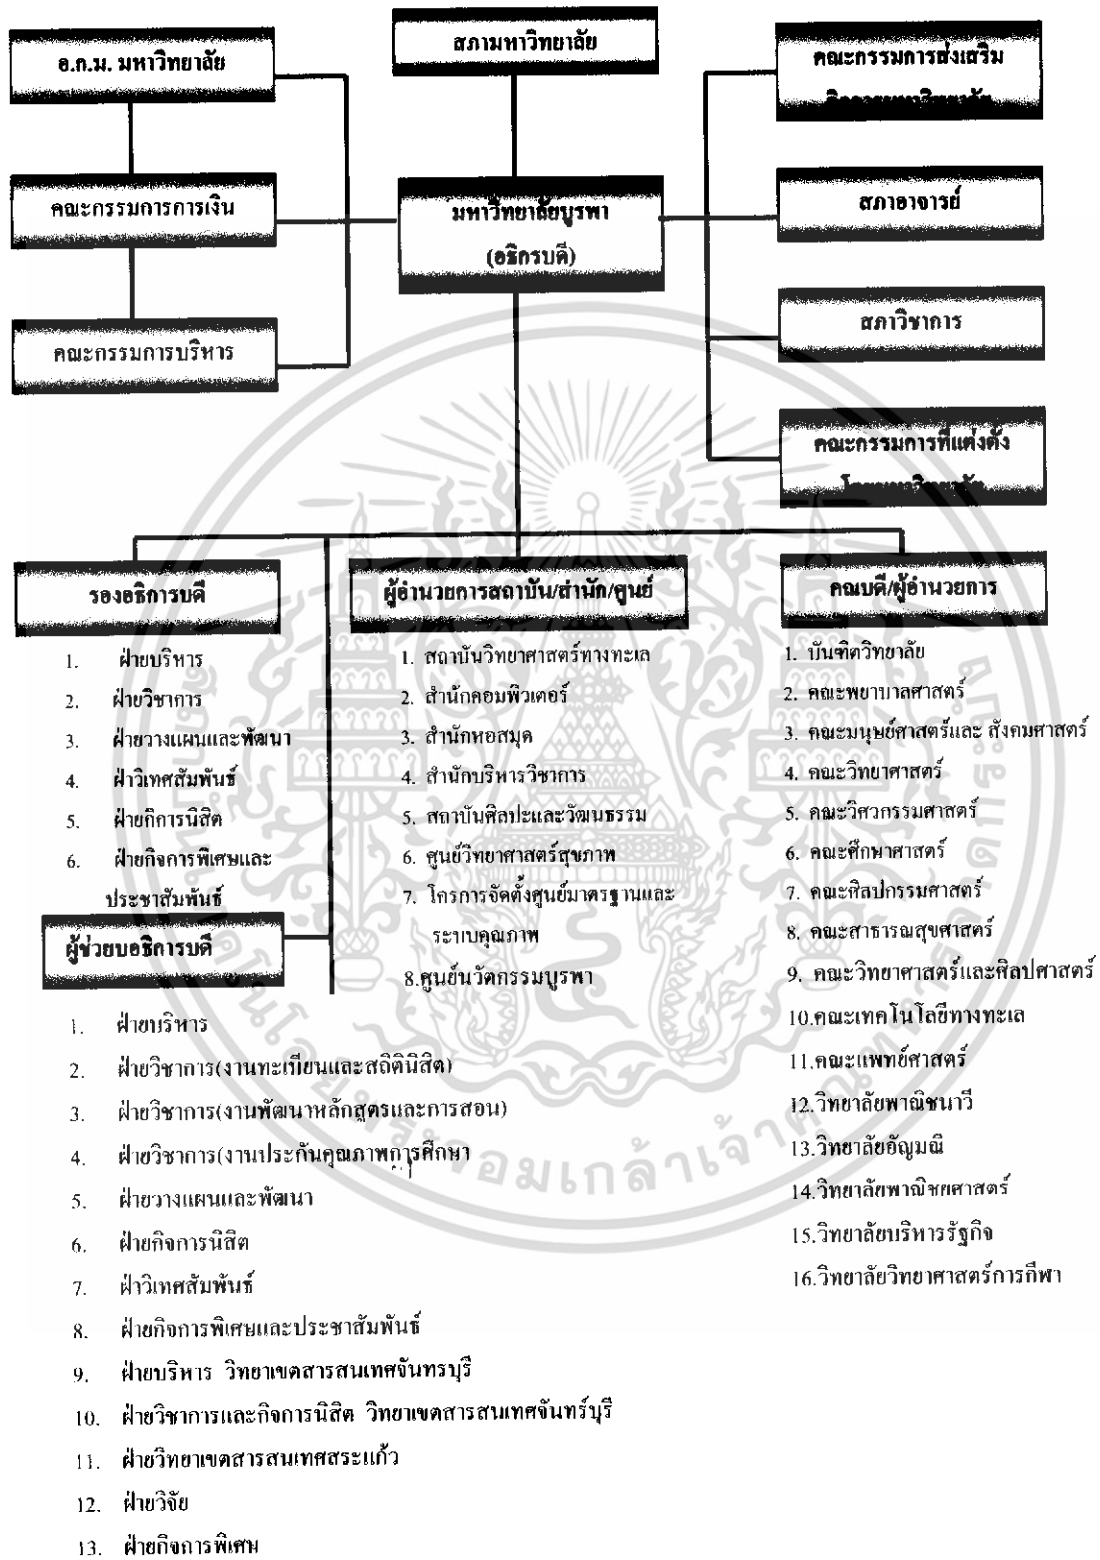 สภามหาวิทยาลัย
อ.ก.ม. มหาวิทยาลัย
คณะกรรมการส่งเสริม
กิจการมหาวิทยาลัย
คณะกรรมการการเงิน
มหาวิทยาลัยบูรพา
(อธิกรบดี)
สภาอาจารย์
คณะกรรมการบริหาร
สภาวิชาการ
คณะกรรมการที่แต่งตั้ง
โดยมหาวิทยาลัย
รองอธิการบดี
1. ฝ่ายบริหาร
2. ฝ่ายวิชาการ
3. ฝ่ายวางแผนและพัฒนา
4. ฝ่าวิเทศสัมพันธ์
5. ฝ่ายกิการนิสิต
6. ฝ่ายกิจการพิเศษและ
ประชาสัมพันธ์
ผู้อำนวยการสถาบัน/สำนัก/ศูนย์
1. สถาบันวิทยาศาสตร์ทางทะเล
2. สำนักคอมพิวเตอร์
3. สำนักหอสมุด
4. สำนักบริหารวิชาการ
5. สถาบันศิลปะและวัฒนธรรม
6. ศูนย์วิทยาศาสตร์สุขภาพ
7. โครการจัดตั้งศูนย์มาตรฐานและ
ระบบคุณภาพ
8.ศูนย์นวัตกรรมบูรพา
คณบดี/ผู้อำนวยการ
1. บันฑิตวิทยาลัย
2. คณะพยาบาลศาสตร์
3. คณะมนุษย์ศาสตร์และ สังคมศาสตร์
4. คณะวิทยาศาสตร์
5. คณะวิศวกรรมศาสตร์
6. คณะศึกษาศาสตร์
7. คณะศิลปกรรมศาสตร์
8. คณะสาธารณสุขศาสตร์
9. คณะวิทยาศาสตร์และศิลปศาสตร์
10.คณะเทคโนโลยีทางทะเล
11.คณะแพทย์ศาสตร์
12.วิทยาลัยพาณิชนาวี
13.วิทยาลัยอัญมณี
14.วิทยาลัยพาณิชยศาสตร์
15.วิทยาลัยบริหารรัฐกิจ
16.วิทยาลัยวิทยาศาสตร์การกีฬา
ผู้ช่วยบอธิการบดี
1. ฝ่ายบริหาร
2. ฝ่ายวิชาการ(งานทะเบียนและสถิตินิสิต)
3. ฝ่ายวิชาการ(งานพัฒนาหลักสูตรและการสอน)
4. ฝ่ายวิชาการ(งานประกันคุณภาพการศึกษา
5. ฝ่ายวางแผนและพัฒนา
6. ฝ่ายกิจการนิสิต
7. ฝ่าวิเทศสัมพันธ์
8. ฝ่ายกิจการพิเศษและประชาสัมพันธ์
9. ฝ่ายบริหาร วิทยาเขตสารสนเทศจันทรบุรี
10. ฝ่ายวิชาการและกิจการนิสิต วิทยาเขตสารสนเทศจันทร์บุรี
11. ฝ่ายวิทยาเขตสารสนเทศสระแก้ว
12. ฝ่ายวิจัย
13. ฝ่ายกิจการพิเศษ